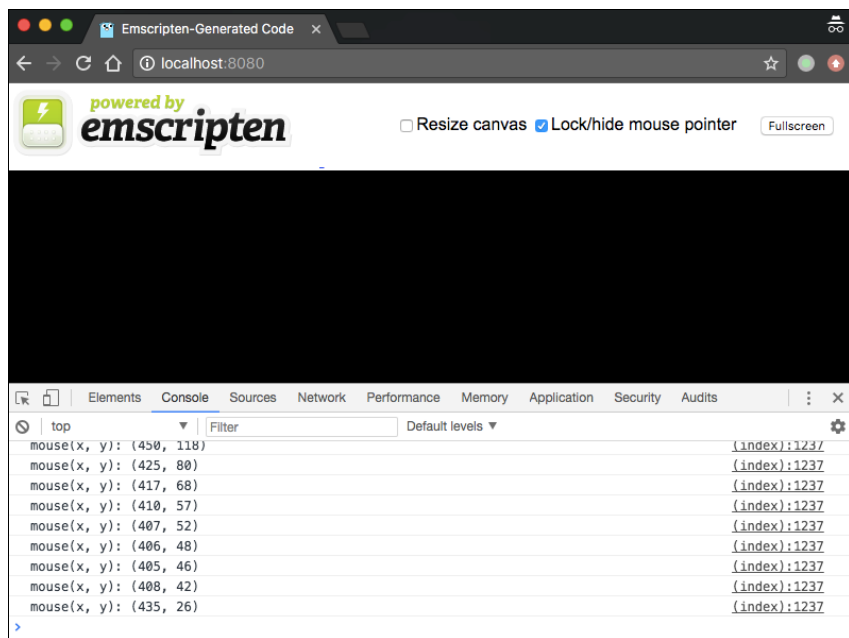 Emscripten-Generated Code
localhost:8080
powered by
emscripten
Resize canvas Lock/hide mouse pointer Fullscreen
Elements Console Sources Network Performance Memory Application Security Audits
top Filter Default levels
mouse(x, y): (450, 118) (index):1237
mouse(x, y): (425, 80) (index):1237
mouse(x, y): (417, 68) (index):1237
mouse(x, y): (410, 57) (index):1237
mouse(x, y): (407, 52) (index):1237
mouse(x, y): (406, 48) (index):1237
mouse(x, y): (405, 46) (index):1237
mouse(x, y): (408, 42) (index):1237
mouse(x, y): (435, 26) (index):1237